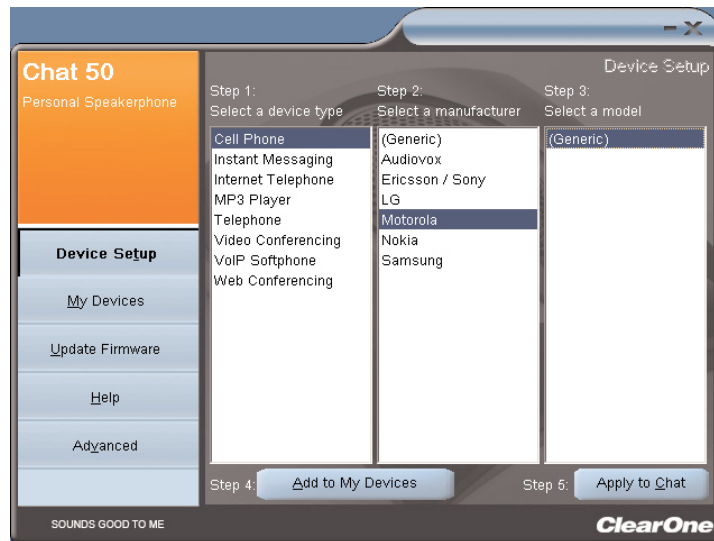 Chat 50
Personal Speakerphone
Device Setup
My Devices
Update Firmware
Help
Advanced
SOUNDS GOOD TO ME
Device Setup
Step 1:
Select a device type
Cell Phone
Instant Messaging
Internet Telephone
MP3 Player
Telephone
Video Conferencing
VoIP Softphone
Web Conferencing
Step 2:
Select a manufacturer
(Generic)
Audiovox
Ericsson / Sony
LG
Motorola
Nokia
Samsung
Step 3:
Select a model
(Generic)
Step 4:
Add to My Devices
Step 5:
Apply to Chat
ClearOne